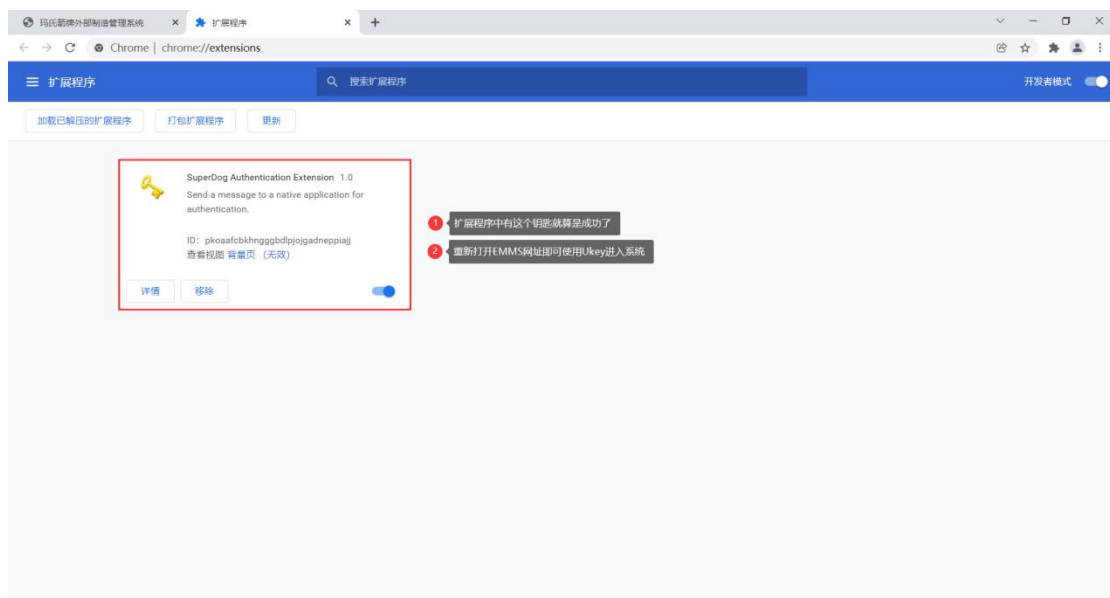 玛氏箭牌外部制造管理系统
扩展程序
Chrome | chrome://extensions
扩展程序
搜索扩展程序
开发者模式
加载已解压的扩展程序
打包扩展程序
更新
SuperDog Authentication Extension 1.0
Send a message to a native application for
authentication.
ID: pkoaafcbkhngggbdlpjojgadneppiajj
查看视图 背景页 (无效)
详情
移除
1 扩展程序中有这个钥匙就算是成功了
2 重新打开EMMS网址即可使用Ukey进入系统